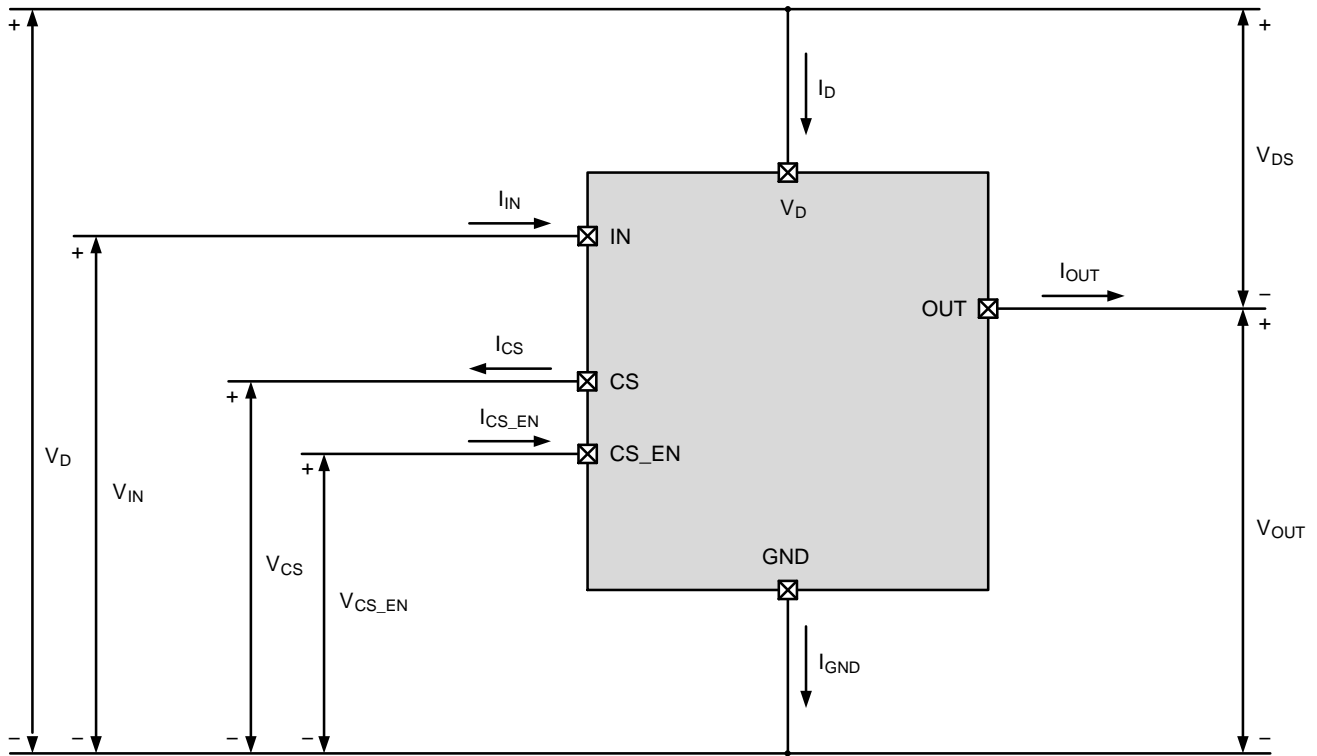 +
+
I_D
V_DS
I_IN
V_D
+
IN
I_OUT
–
OUT
+
I_CS
CS
+
I_CS_EN
V_D
+
CS_EN
V_IN
V_OUT
GND
V_CS
V_CS_EN
I_GND
– – – – –